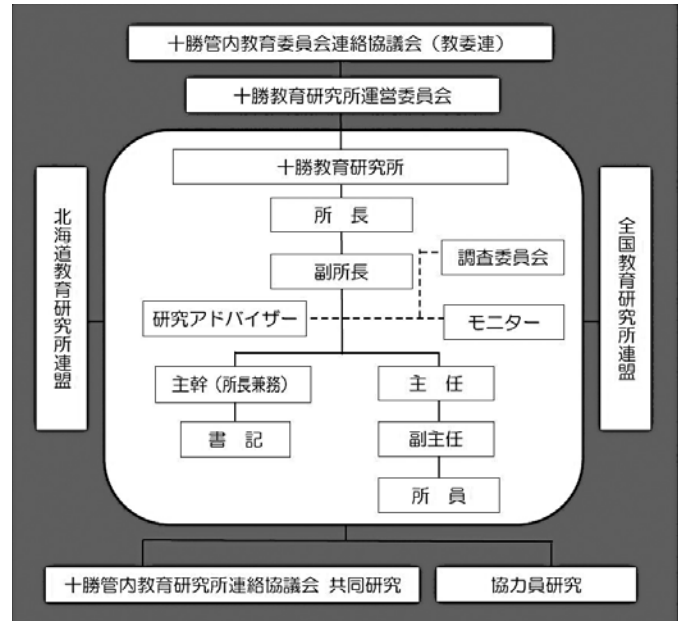 十勝管内教育委員会連絡協議会（教委連）
十勝教育研究所運営委員会
十勝教育研究所
所 長
副所長
調査委員会
研究アドバイザー
モニター
主幹（所長兼務）
主 任
書 記
副主任
所 員
北海道教育研究所連盟
全国教育研究所連盟
十勝管内教育研究所連絡協議会 共同研究
協力員研究